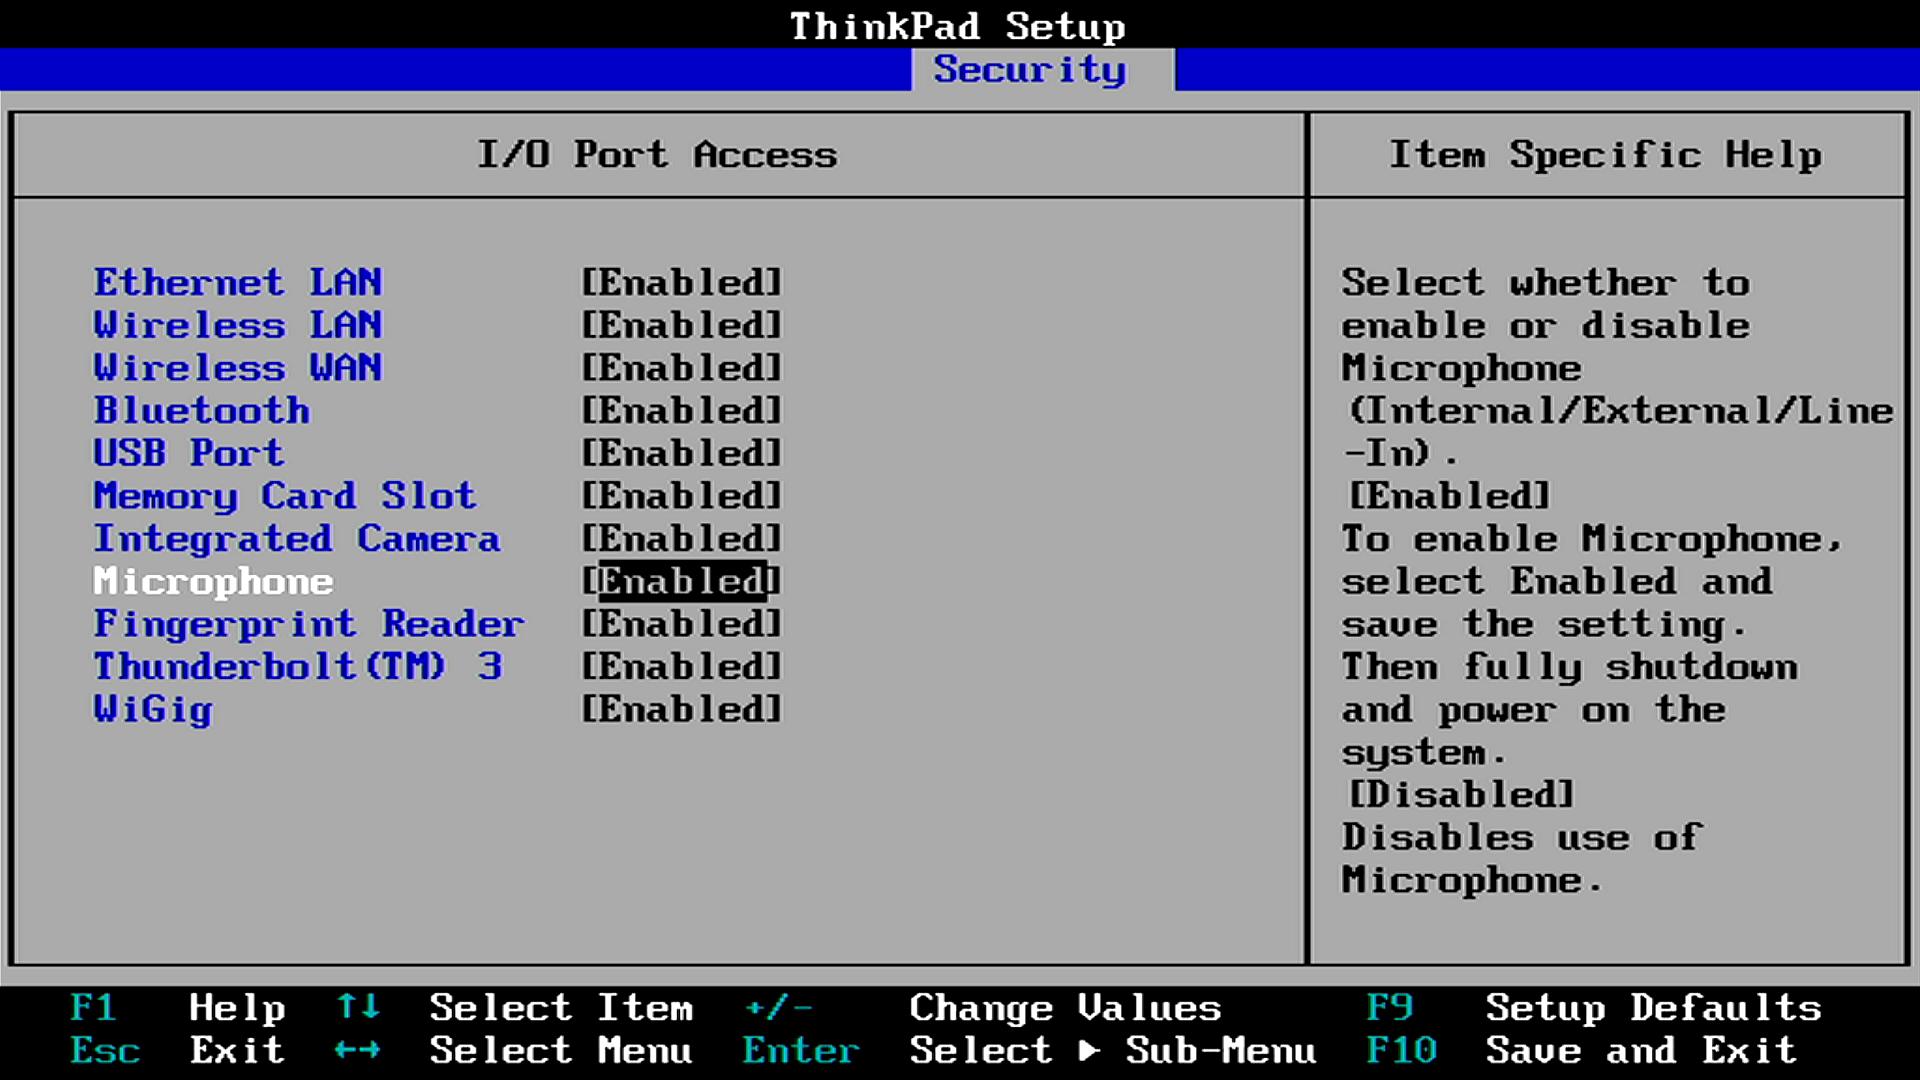 ThinkPad Setup
Security
I/O Port Access
Item Specific Help
Ethernet LAN [Enabled]
Wireless LAN [Enabled]
Wireless WAN [Enabled]
Bluetooth [Enabled]
USB Port [Enabled]
Memory Card Slot [Enabled]
Integrated Camera [Enabled]
Microphone [Enabled]
Fingerprint Reader [Enabled]
Thunderbolt(TM) 3 [Enabled]
WiGig [Enabled]
Select whether to
enable or disable
Microphone
(Internal/External/Line
-In).
[Enabled]
To enable Microphone,
select Enabled and
save the setting.
Then fully shutdown
and power on the
system.
[Disabled]
Disables use of
Microphone.
F1 Help ↑↓ Select Item +/- Change Values F9 Setup Defaults
Esc Exit ←→ Select Menu Enter Select ▶ Sub-Menu F10 Save and Exit